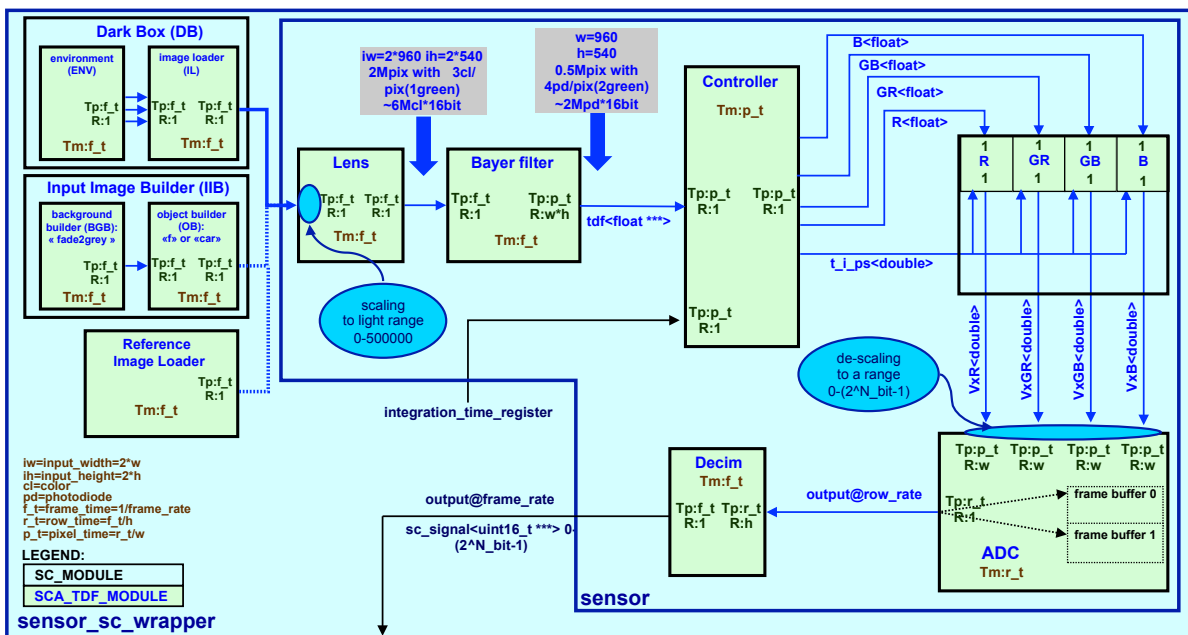 Dark Box (DB)
environment
(ENV)
Tp:f_t
R:1
Tm:f_t
image loader
(IL)
Tp:f_t
R:1
Tp:f_t
R:1
Tm:f_t
Input Image Builder (IIB)
background
builder (BGB):
« fade2grey »
Tp:f_t
R:1
Tm:f_t
object builder
(OB):
«f» or «car»
Tp:f_t
R:1
Tp:f_t
R:1
Tm:f_t
Reference
Image Loader
Tp:f_t
R:1
Tm:f_t
iw=2*960 ih=2*540
2Mpix with 3cl/
pix(1green)
~6Mcl*16bit
w=960
h=540
0.5Mpix with
4pd/pix(2green)
~2Mpd*16bit
Lens
Tp:f_t
R:1
Tp:f_t
R:1
Tm:f_t
scaling
to light range
0-500000
Bayer filter
Tp:f_t
R:1
Tp:p_t
R:w*h
Tm:f_t
tdf<float ***>
Controller
Tm:p_t
Tp:p_t
R:1
Tp:p_t
R:1
Tp:p_t
R:1
B<float>
GB<float>
GR<float>
R<float>
t_i_ps<double>
1
R
1
1
GR
1
1
GB
1
1
B
1
VxR<double>
VxGR<double>
VxGB<double>
VxB<double>
integration_time_register
de-scaling
to a range
0-(2^N_bit-1)
Tp:p_t
R:w
Tp:p_t
R:w
Tp:p_t
R:w
Tp:p_t
R:w
Tp:r_t
R:1
frame buffer 0
frame buffer 1
ADC
Tm:r_t
output@row_rate
Decim
Tm:f_t
Tp:f_t
R:1
Tp:r_t
R:h
output@frame_rate
sc_signal<uint16_t ***> 0-
(2^N_bit-1)
iw=input_width=2*w
ih=input_height=2*h
cl=color
pd=photodiode
f_t=frame_time=1/frame_rate
r_t=row_time=f_t/h
p_t=pixel_time=r_t/w
LEGEND:
SC_MODULE
SCA_TDF_MODULE
sensor
sensor_sc_wrapper